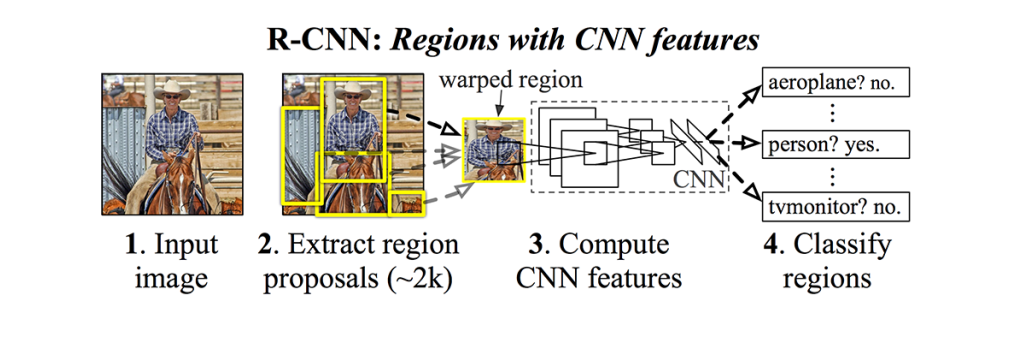 R-CNN: Regions with CNN features
warped region
aeroplane? no.
person? yes.
CNN
tvmonitor? no.
1. Input
image
2. Extract region
proposals (~2k)
3. Compute
CNN features
4. Classify
regions